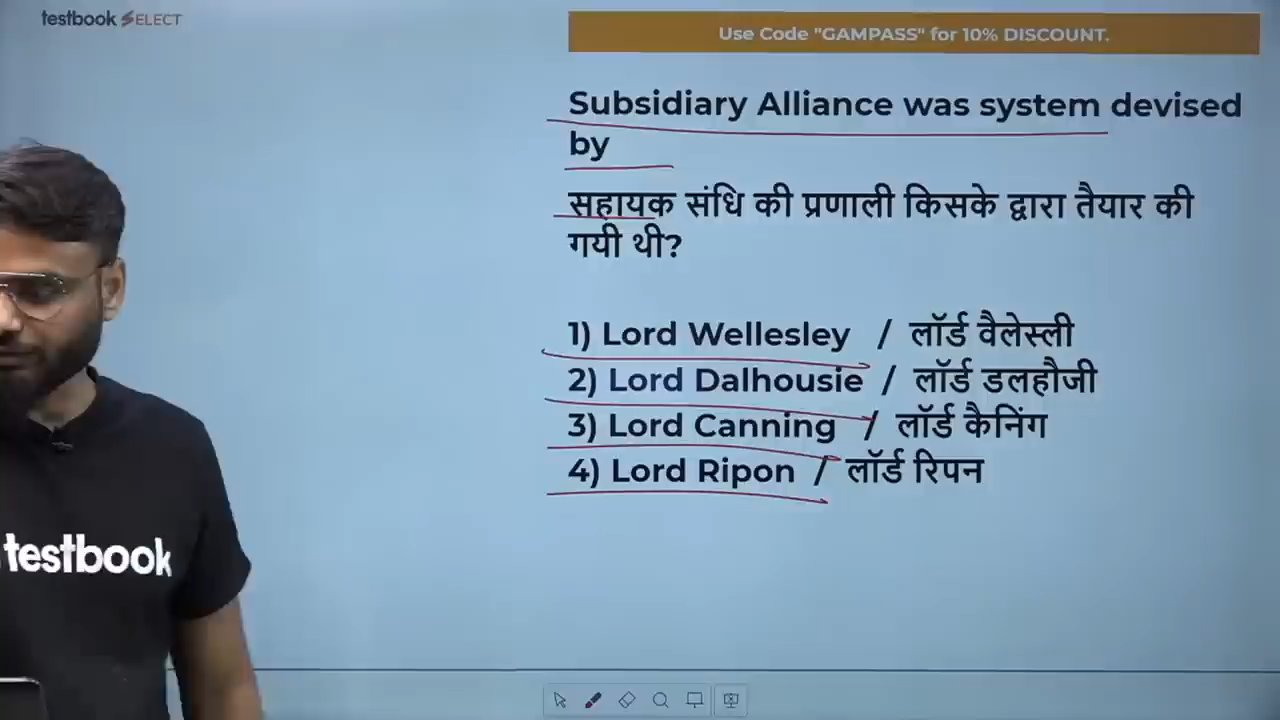 testbook SELECT
Use Code "GAMPASS" for 10% DISCOUNT.
Subsidiary Alliance was system devised
by
सहायक संधि की प्रणाली किसके द्वारा तैयार की
गयी थी?
1) Lord Wellesley / लॉर्ड वैलेस्ली
2) Lord Dalhousie / लॉर्ड डलहौजी
3) Lord Canning / लॉर्ड कैनिंग
4) Lord Ripon / लॉर्ड रिपन
testbook